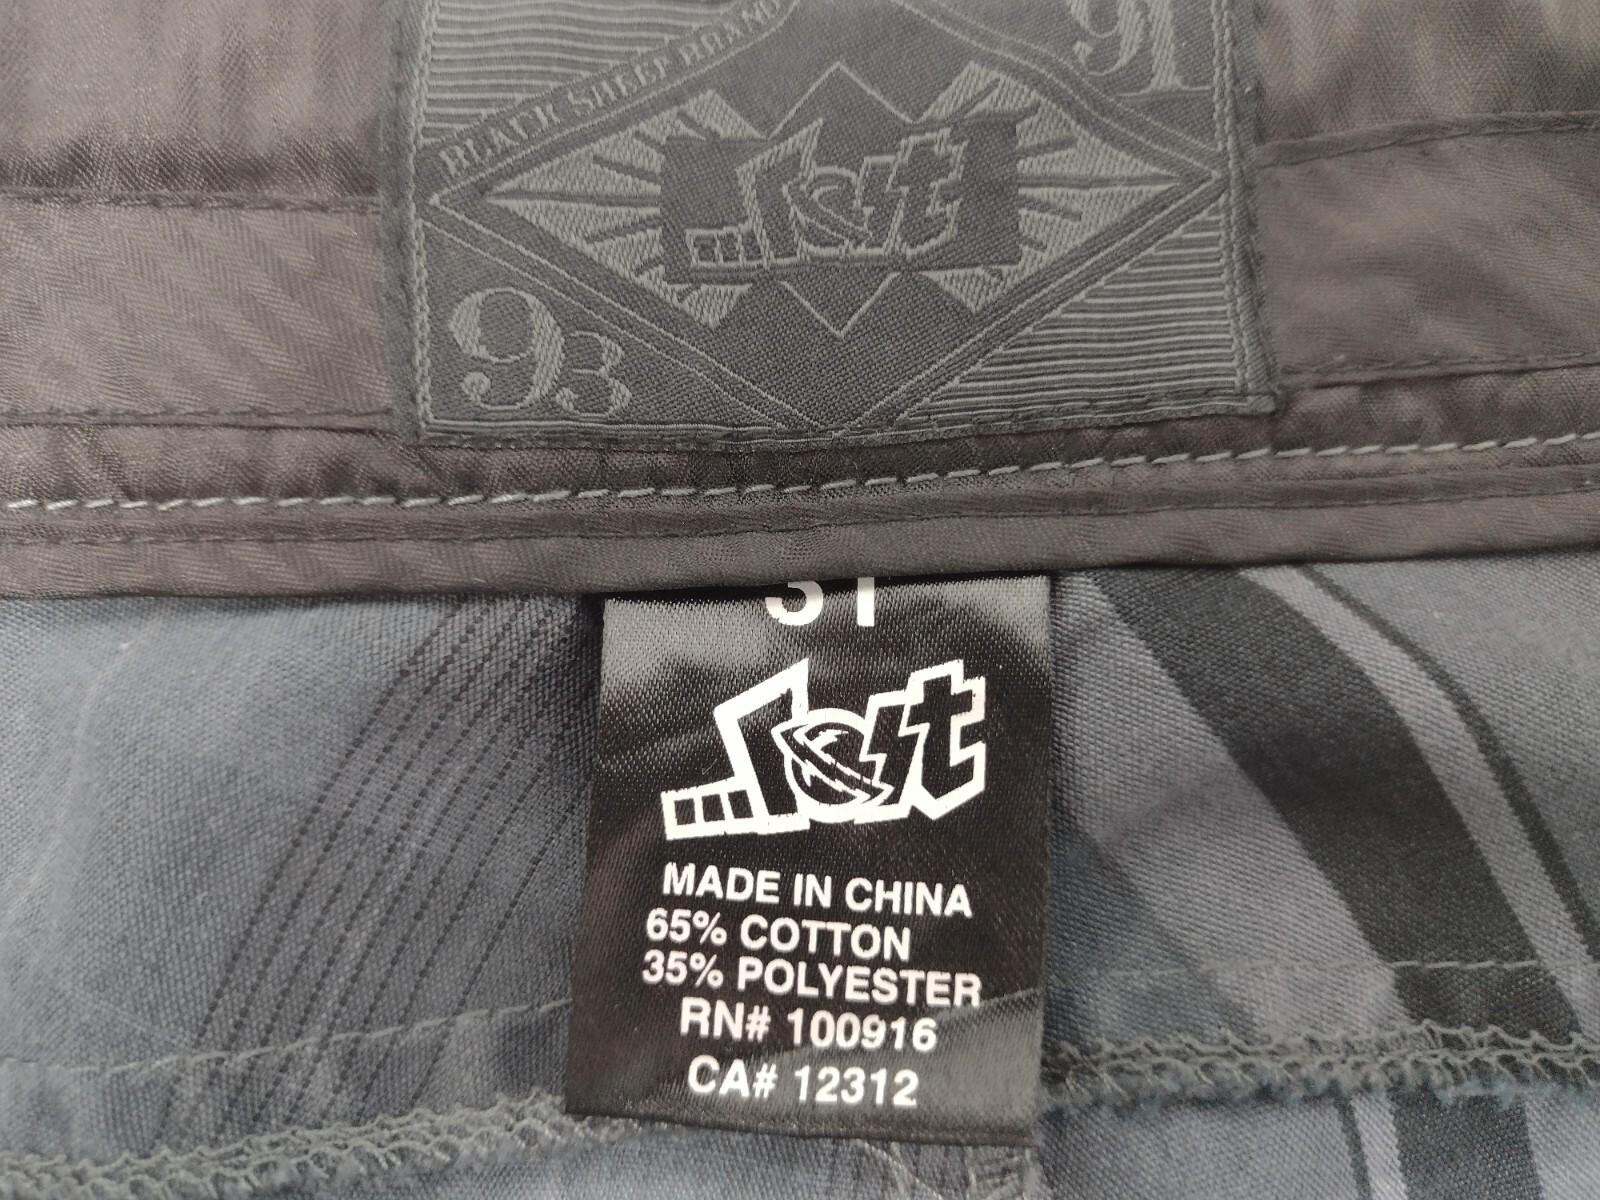 BLACK SHEEP BRAND
91
Lost
93
31
Lost
MADE IN CHINA
65% COTTON
35% POLYESTER
RN# 100916
CA# 12312